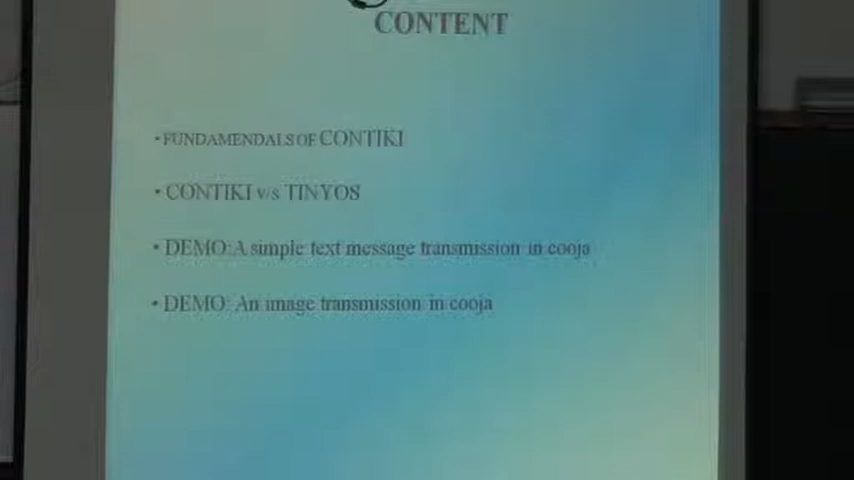 CONTENT
• FUNDAMENDALS OF CONTIKI
• CONTIKI v/s TINYOS
• DEMO:A simple text message transmission in cooja
• DEMO: An image transmission in cooja